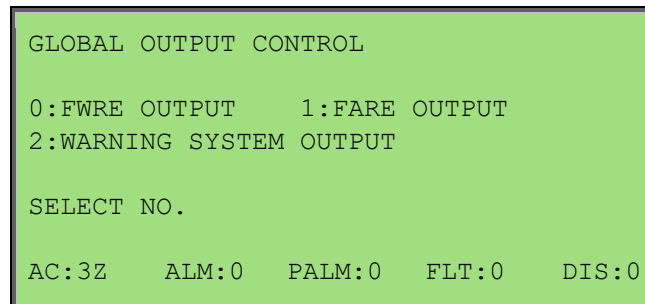 GLOBAL OUTPUT CONTROL
0:FWRE OUTPUT 1:FARE OUTPUT
2:WARNING SYSTEM OUTPUT
SELECT NO.
AC:3Z ALM:0 PALM:0 FLT:0 DIS:0